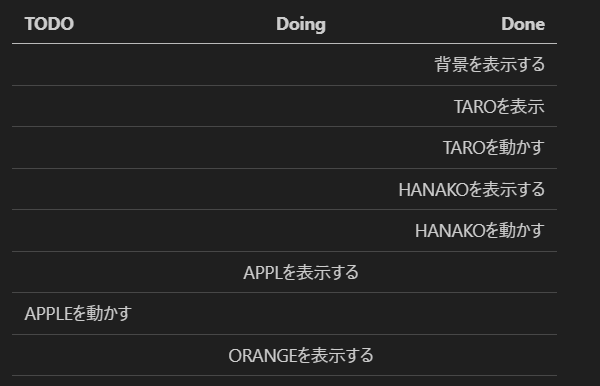 TODO Doing Done
背景を表示する
TAROを表示
TAROを動かす
HANAKOを表示する
HANAKOを動かす
APPLを表示する
APPLEを動かす
ORANGEを表示する